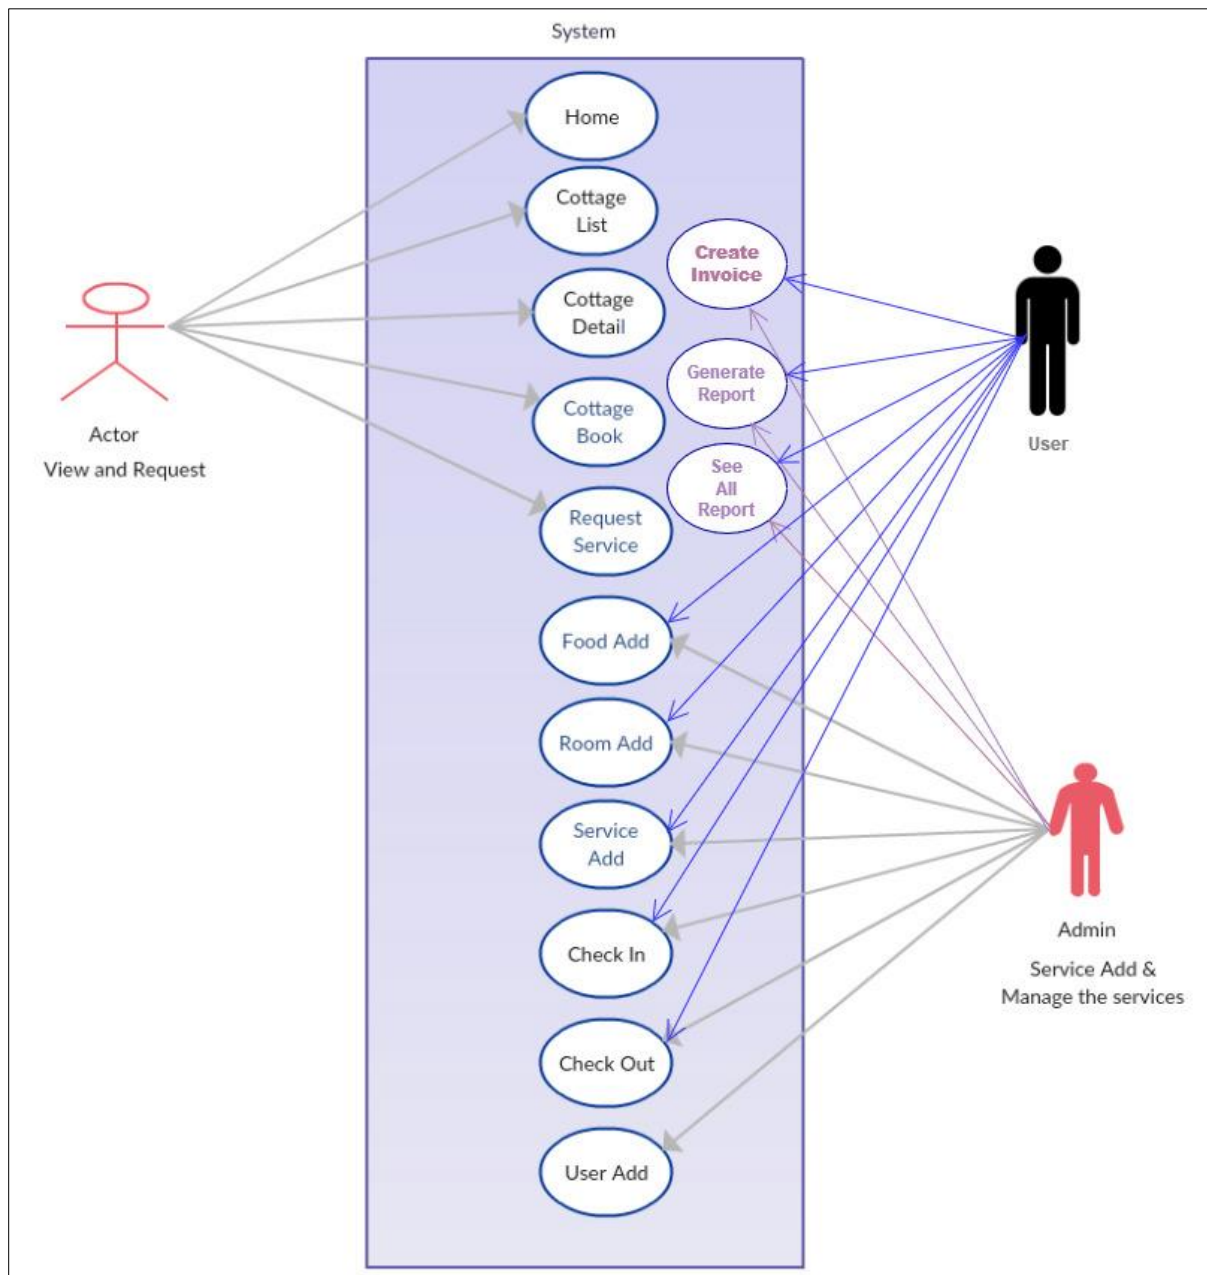 System
Home
Cottage
List
Create
Invoice
Cottage
Detail
Generate
Report
Cottage
Book
See
All
Report
Request
Service
Food Add
Room Add
Service
Add
Check In
Check Out
User Add
Actor
View and Request
User
Admin
Service Add &
Manage the services